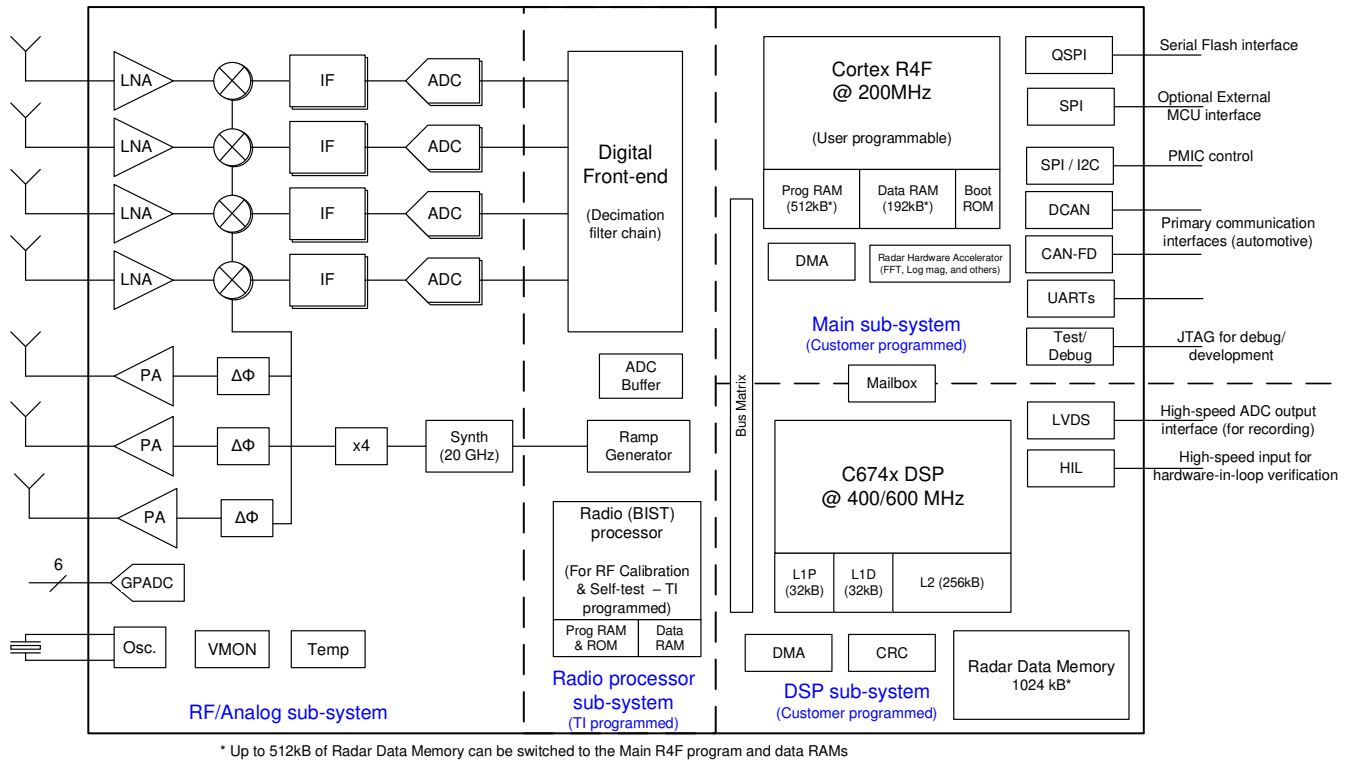 LNA
IF
ADC
LNA
IF
ADC
LNA
IF
ADC
LNA
IF
ADC
Digital
Front-end
(Decimation
filter chain)
PA
ΔΦ
PA
ΔΦ
x4
Synth
(20 GHz)
PA
ΔΦ
ADC
Buffer
Ramp
Generator
6
GPADC
Osc.
VMON
Temp
RF/Analog sub-system
Radio (BIST)
processor
(For RF Calibration
& Self-test – TI
programmed)
Prog RAM
& ROM
Data
RAM
Radio processor
sub-system
(TI programmed)
Bus Matrix
Cortex R4F
@ 200MHz
(User programmable)
Prog RAM
(512kB*)
Data RAM
(192kB*)
Boot
ROM
DMA
Radar Hardware Accelerator
(FFT, Log mag, and others)
Main sub-system
(Customer programmed)
Mailbox
C674x DSP
@ 400/600 MHz
L1P
(32kB)
L1D
(32kB)
L2 (256kB)
DMA
CRC
DSP sub-system
(Customer programmed)
Radar Data Memory
1024 kB*
QSPI
Serial Flash interface
SPI
Optional External
MCU interface
SPI / I2C
PMIC control
DCAN
Primary communication
interfaces (automotive)
CAN-FD
UARTs
Test/
Debug
JTAG for debug/
development
LVDS
High-speed ADC output
interface (for recording)
HIL
High-speed input for
hardware-in-loop verification
* Up to 512kB of Radar Data Memory can be switched to the Main R4F program and data RAMs